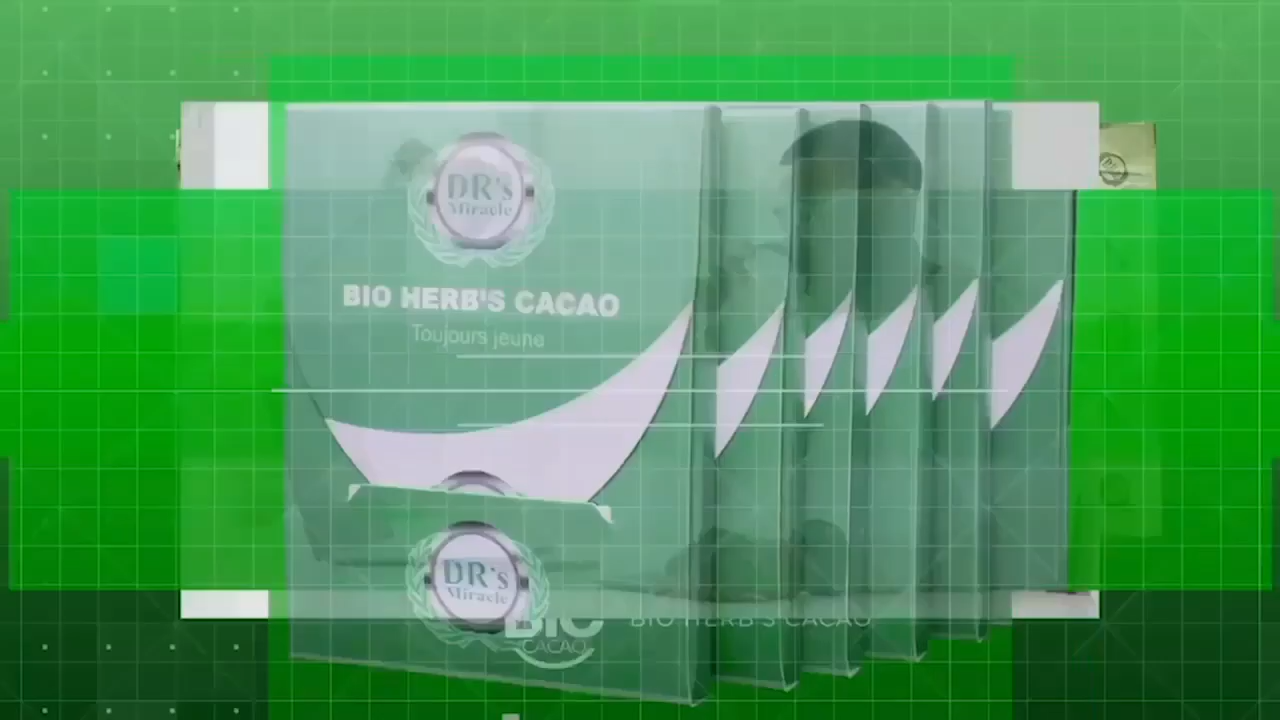 DR's
Miracle
BIO HERB'S CACAO
Toujours jeune
DR's
Miracle
BIO
CACAO
BIO HERB'S CACAO